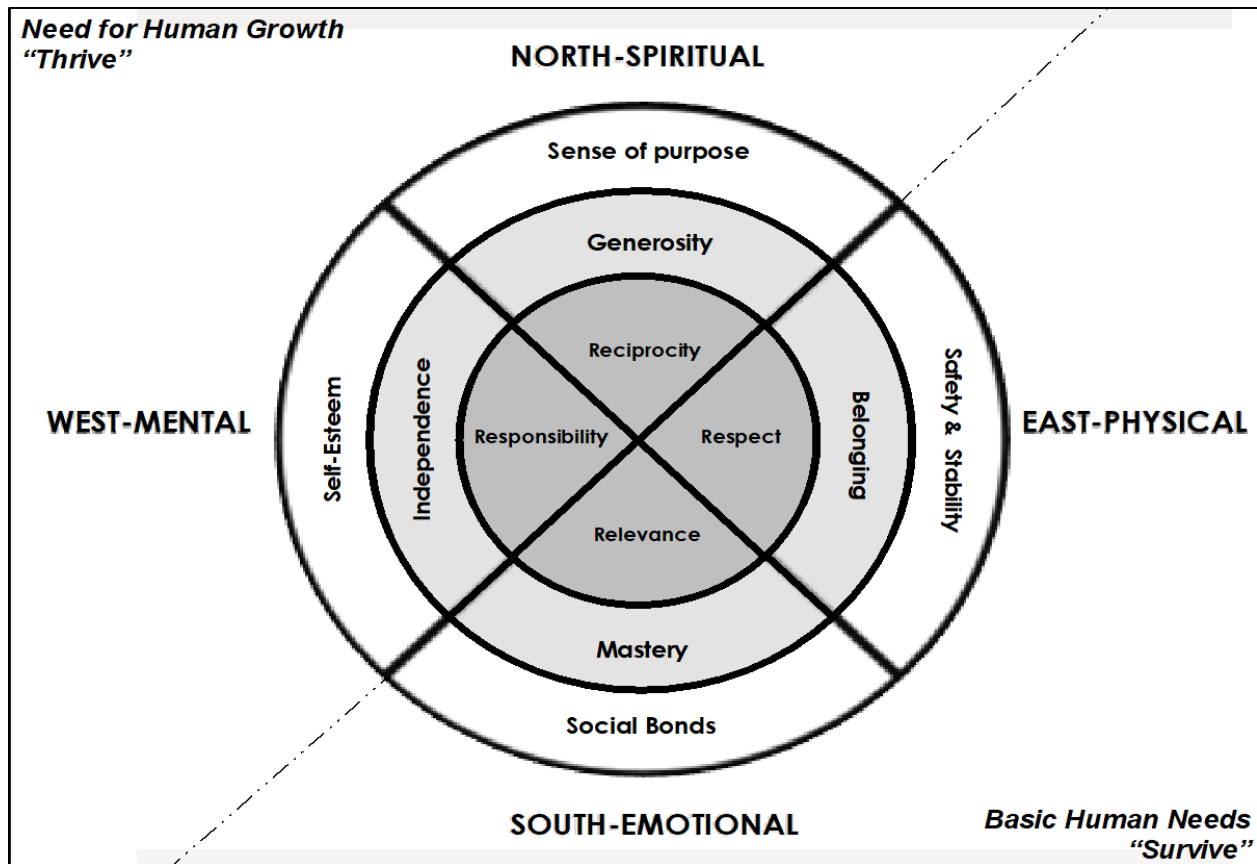 Need for Human Growth
“Thrive”
NORTH-SPIRITUAL
Sense of purpose
Generosity
Reciprocity
WEST-MENTAL
Self-Esteem
Independence
Responsibility
Respect
Belonging
Safety & Stability
EAST-PHYSICAL
Relevance
Mastery
Social Bonds
SOUTH-EMOTIONAL
Basic Human Needs
“Survive”